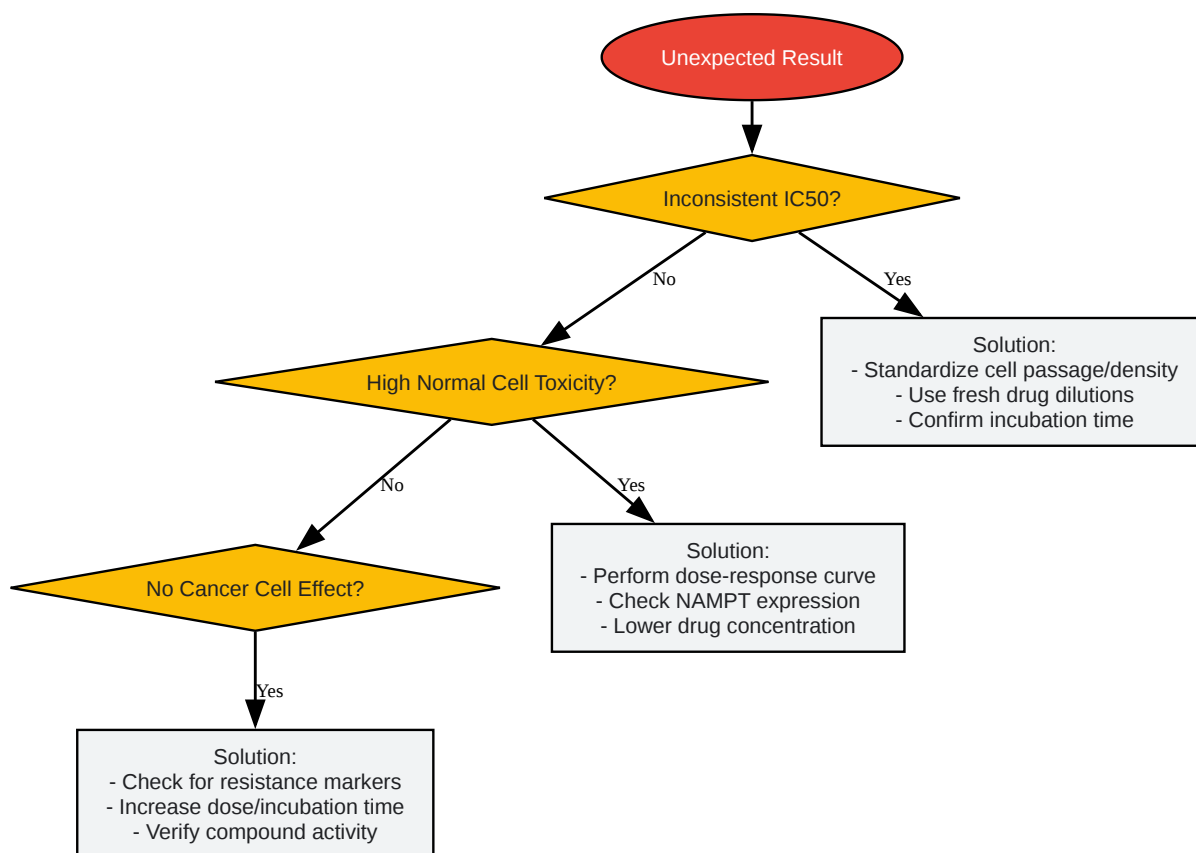 Unexpected Result
Inconsistent IC50?
No
Yes
Solution:
- Standardize cell passage/density
- Use fresh drug dilutions
- Confirm incubation time
High Normal Cell Toxicity?
No
Yes
Solution:
- Perform dose-response curve
- Check NAMPT expression
- Lower drug concentration
No Cancer Cell Effect?
Yes
Solution:
- Check for resistance markers
- Increase dose/incubation time
- Verify compound activity